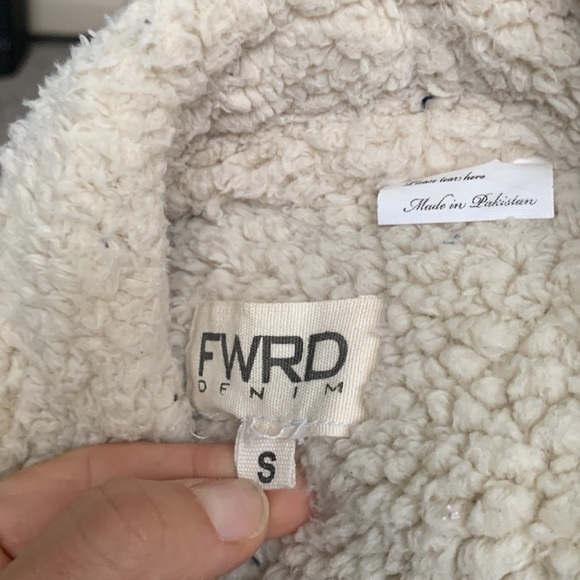 Please tear here
Made in Pakistan
FWRD
DENIM
S